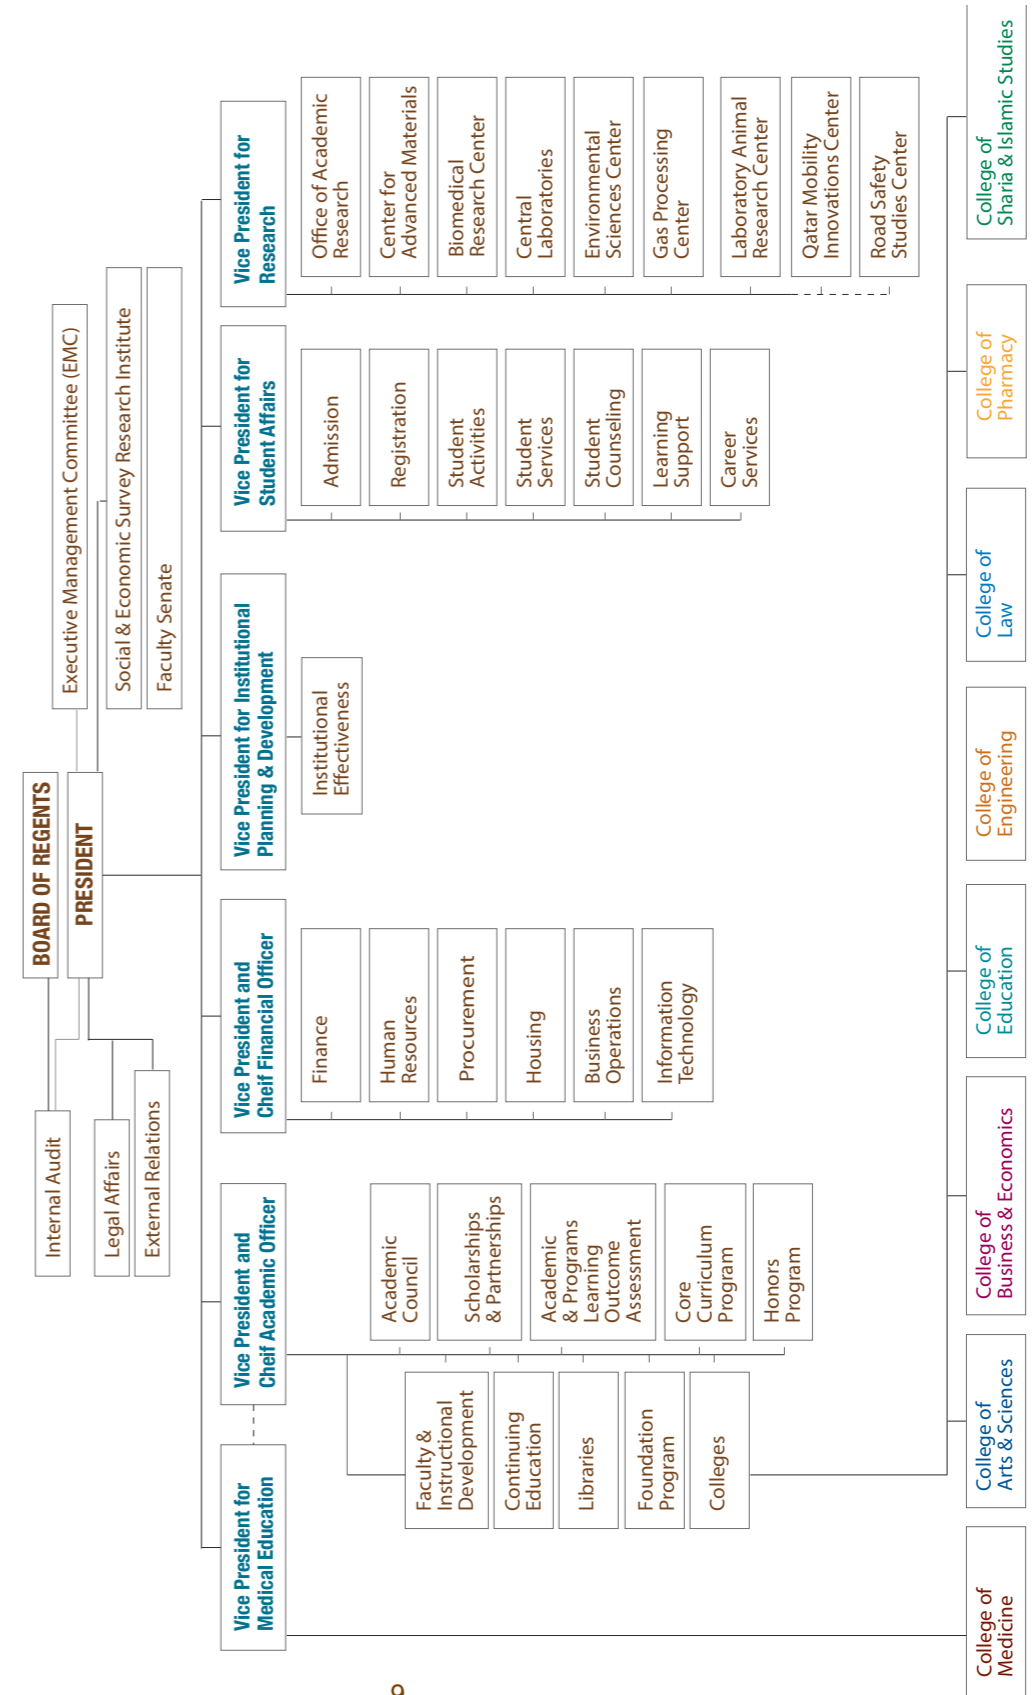 BOARD OF REGENTS
PRESIDENT
Internal Audit
Legal Affairs
External Relations
Executive Management Committee (EMC)
Social & Economic Survey Research Institute
Faculty Senate
Vice President for
Medical Education
Vice President and
Cheif Academic Officer
Vice President and
Cheif Financial Officer
Vice President for Institutional
Planning & Development
Vice President for
Student Affairs
Vice President for
Research
Faculty &
Instructional
Development
Continuing
Education
Libraries
Foundation
Program
Colleges
Academic
Council
Scholarships
& Partnerships
Academic
& Programs
Learning
Outcome
Assessment
Core
Curriculum
Program
Honors
Program
Finance
Human
Resources
Procurement
Housing
Business
Operations
Information
Technology
Institutional
Effectiveness
Admission
Registration
Student
Activities
Student
Services
Student
Counseling
Learning
Support
Career
Services
Office of Academic
Research
Center for
Advanced Materials
Biomedical
Research Center
Central
Laboratories
Environmental
Sciences Center
Gas Processing
Center
Laboratory Animal
Research Center
Qatar Mobility
Innovations Center
Road Safety
Studies Center
College of
Medicine
College of
Arts & Sciences
College of
Business & Economics
College of
Education
College of
Engineering
College of
Law
College of
Pharmacy
College of
Sharia & Islamic Studies